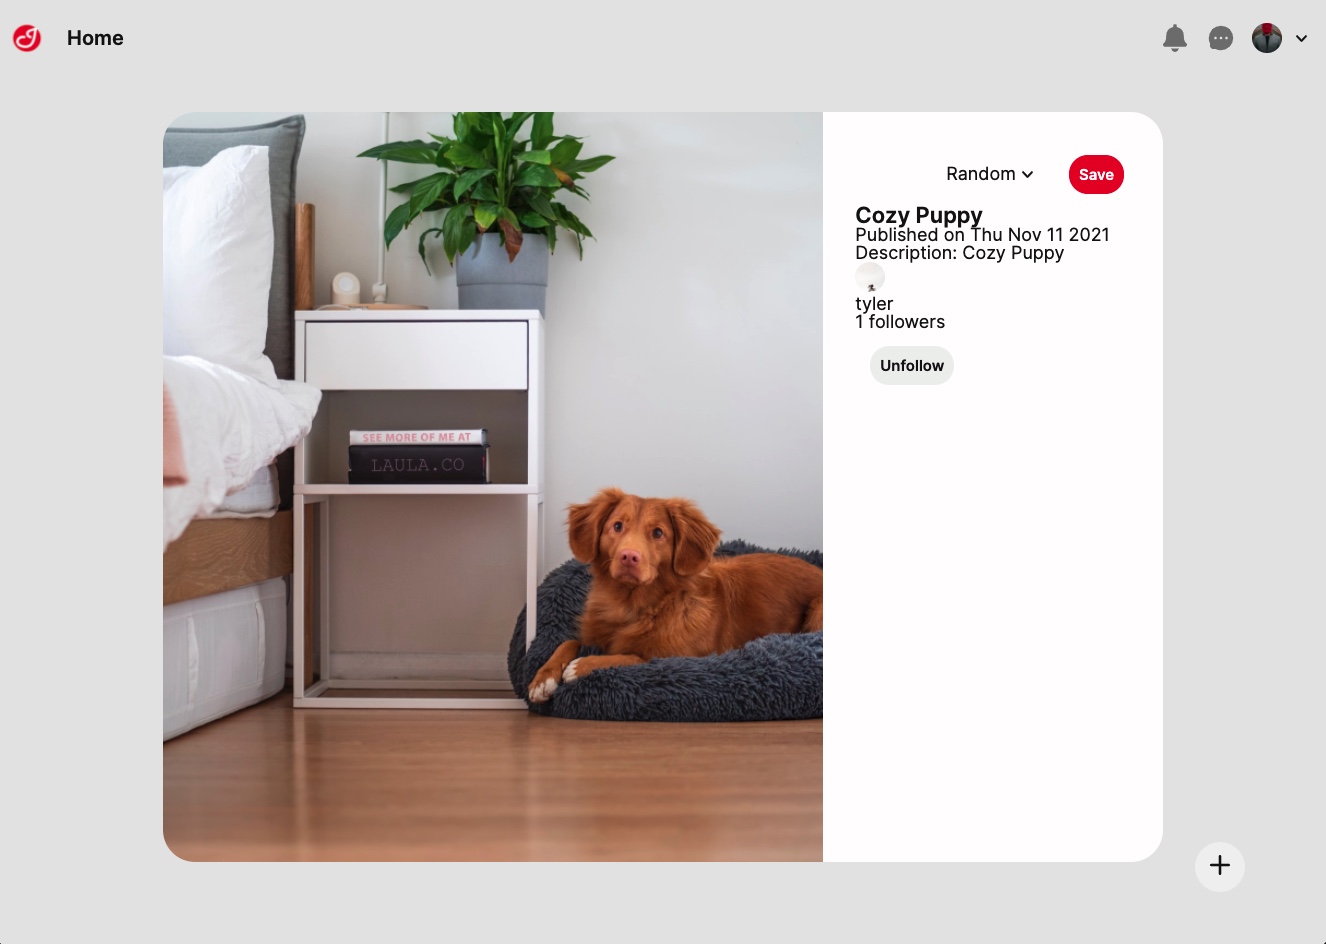 Home
Random
Save
Cozy Puppy
Published on Thu Nov 11 2021
Description: Cozy Puppy
tyler
1 followers
Unfollow
SEE MORE OF ME AT
LAULA.CO